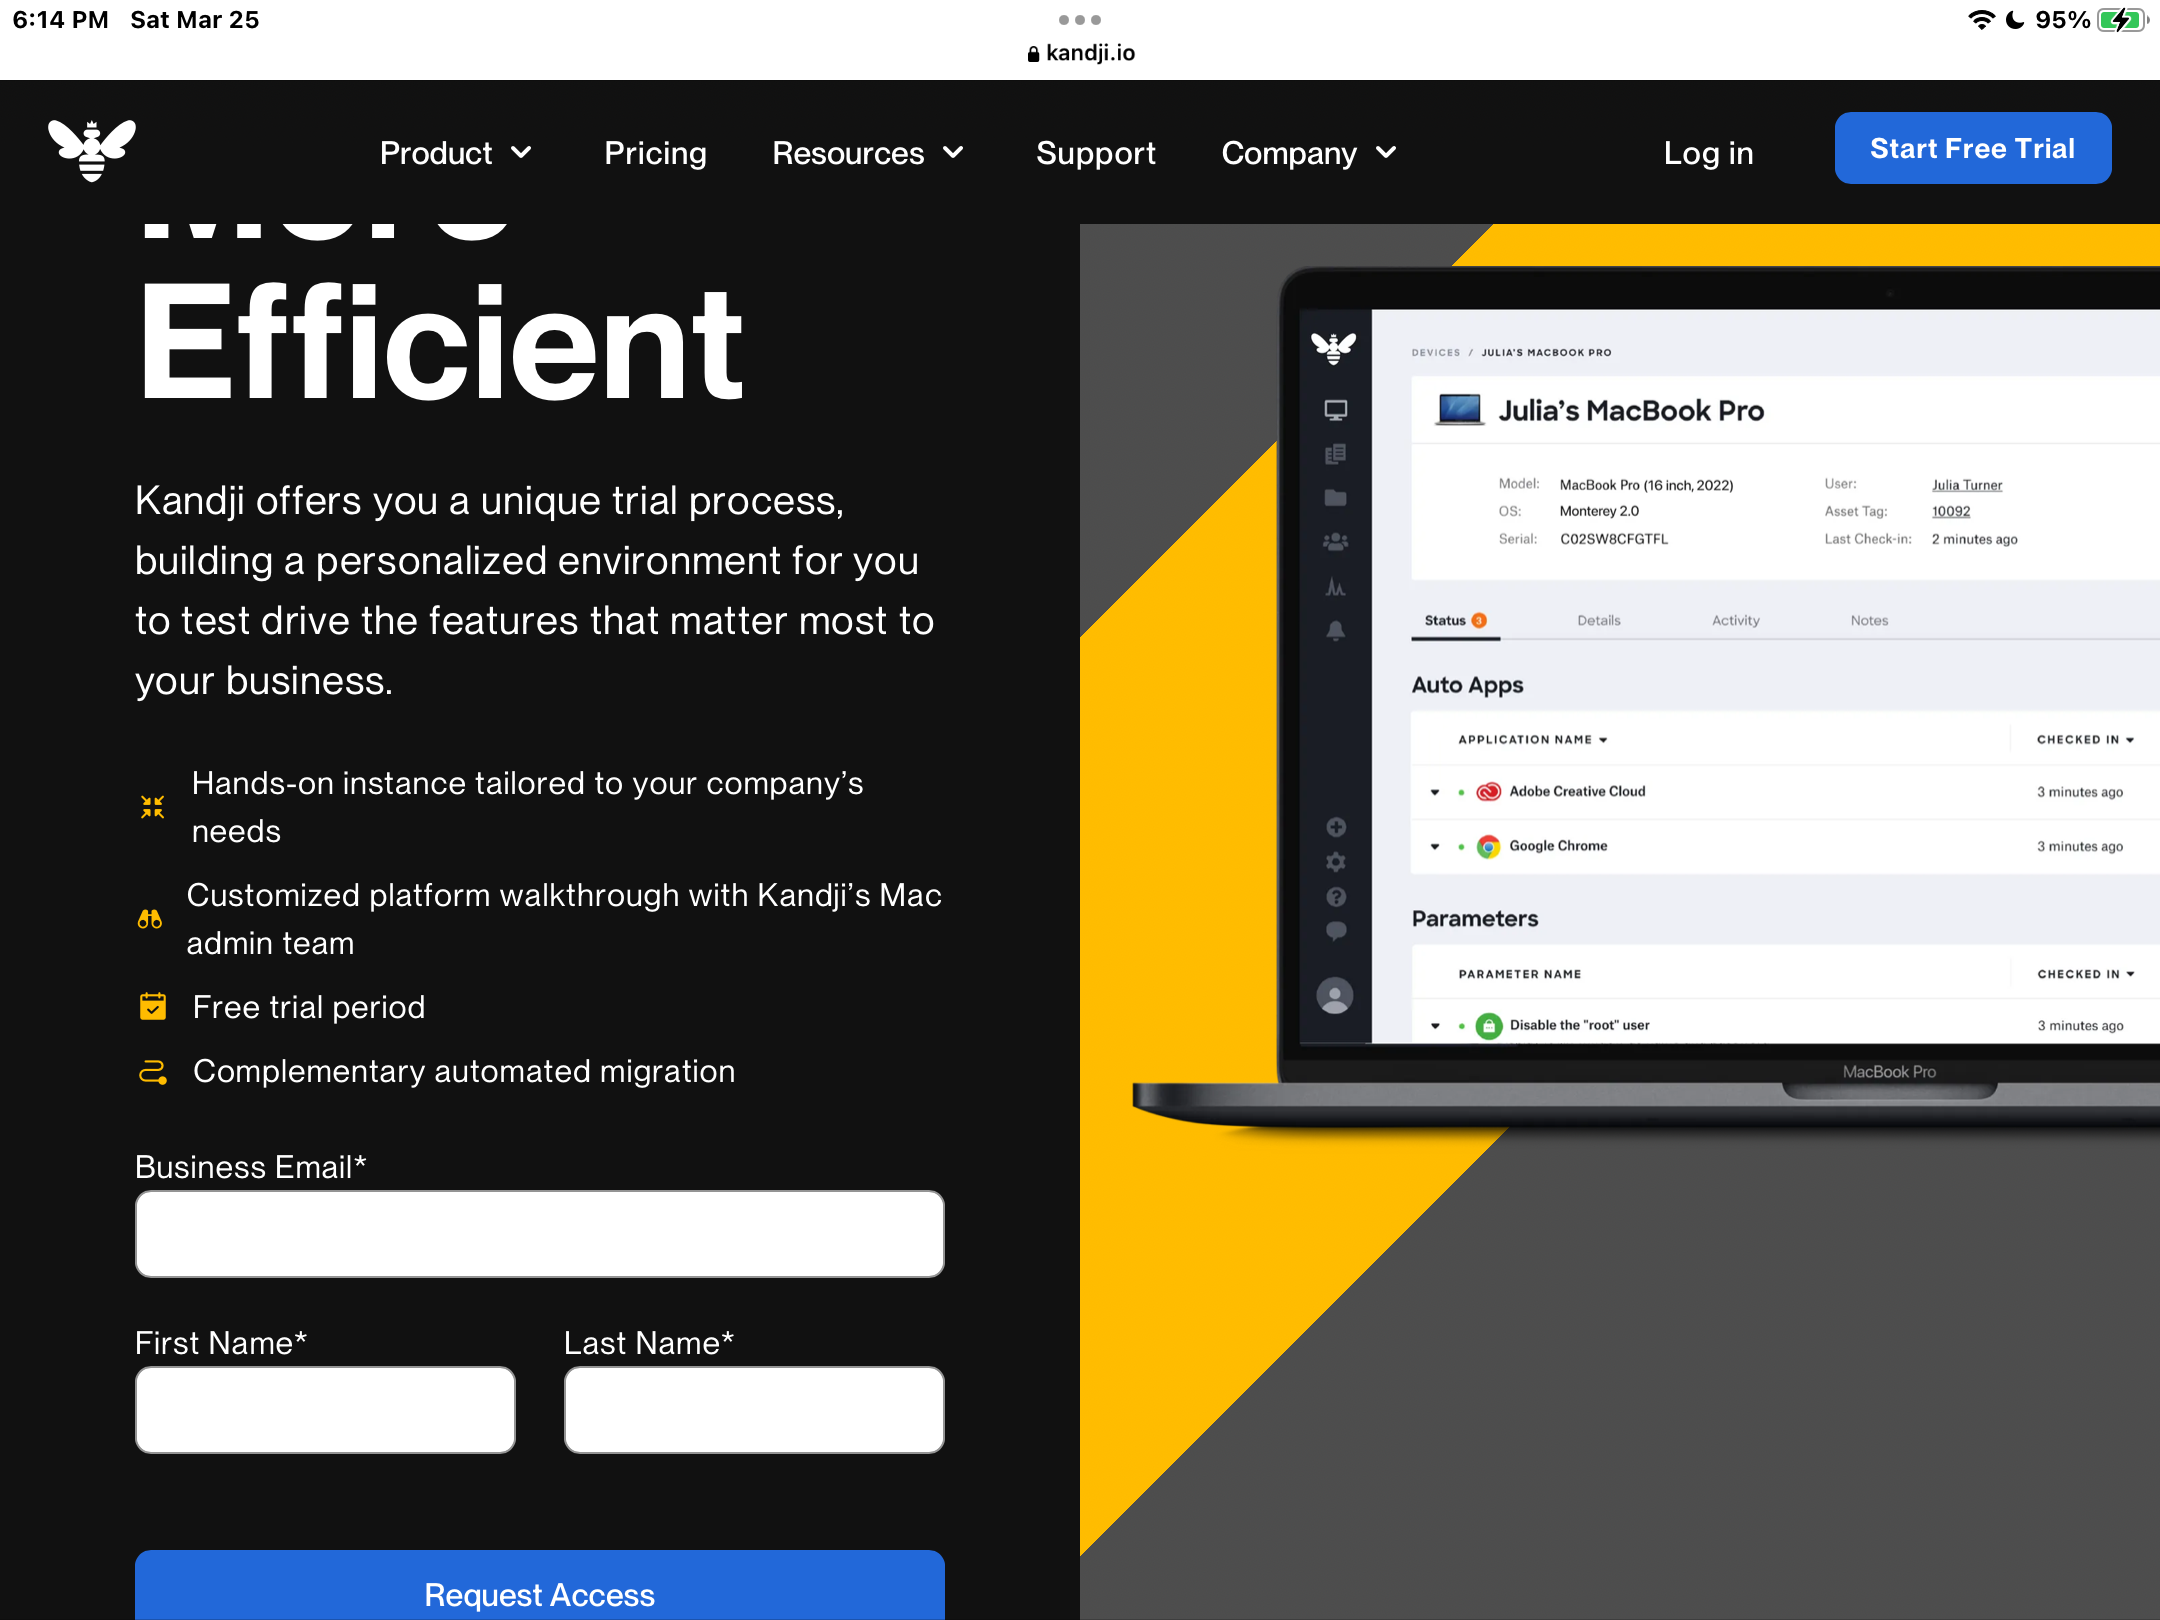 6:14 PM Sat Mar 25
95%
kandji.io
Product
Pricing
Resources
Support
Company
Log in
Start Free Trial
Efficient
Kandji offers you a unique trial process,
building a personalized environment for you
to test drive the features that matter most to
your business.
Hands-on instance tailored to your company’s
needs
Customized platform walkthrough with Kandji’s Mac
admin team
Free trial period
Complementary automated migration
Business Email*
First Name*
Last Name*
Request Access
DEVICES / JULIA'S MACBOOK PRO
Julia’s MacBook Pro
Model: MacBook Pro (16 inch, 2022)
OS: Monterey 2.0
Serial: C02SW8CFGTFL
User: Julia Turner
Asset Tag: 10092
Last Check-in: 2 minutes ago
Status 3
Details
Activity
Notes
Auto Apps
APPLICATION NAME
CHECKED IN
Adobe Creative Cloud
3 minutes ago
Google Chrome
3 minutes ago
Parameters
PARAMETER NAME
CHECKED IN
Disable the "root" user
3 minutes ago
MacBook Pro